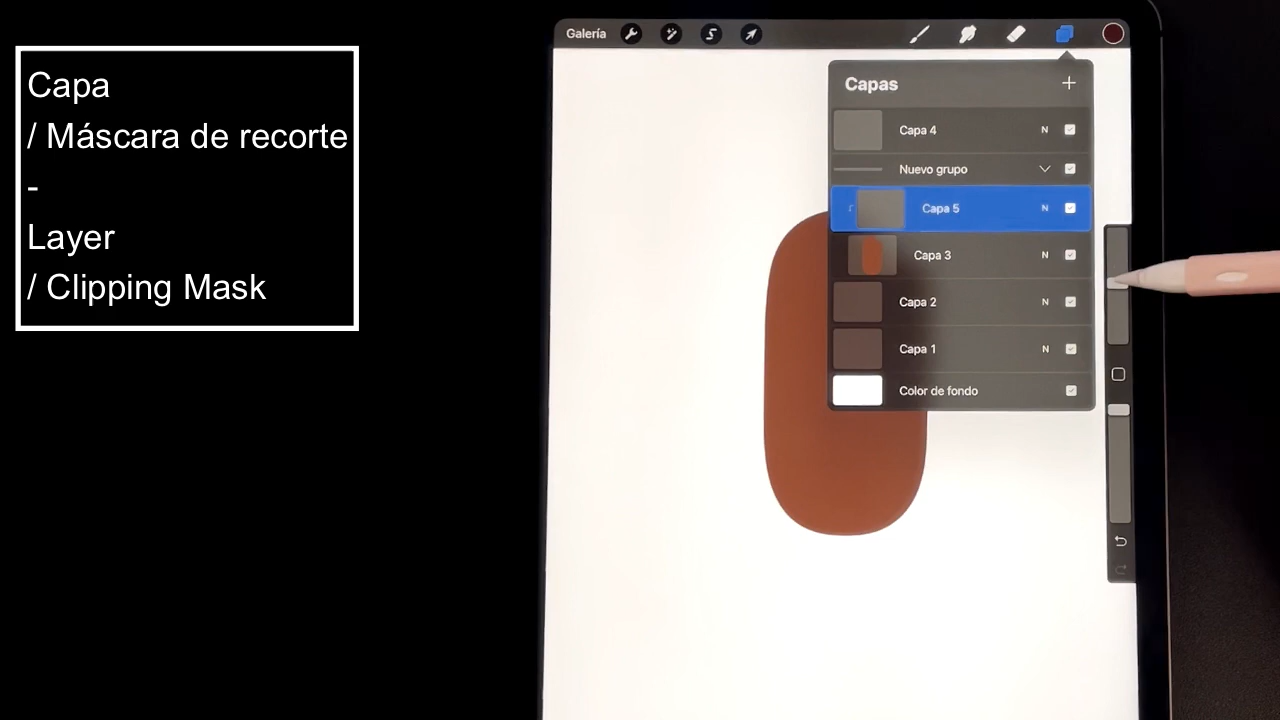 Capa
/ Máscara de recorte
-
Layer
/ Clipping Mask
Galería
Capas
Capa 4 N
Nuevo grupo
Capa 5 N
Capa 3 N
Capa 2 N
Capa 1 N
Color de fondo